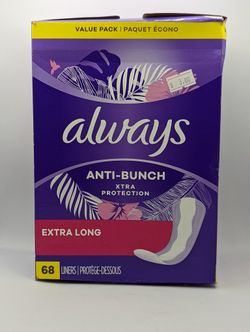 VALUE PACK | PAQUET ÉCONO
always
ANTI-BUNCH
XTRA
PROTECTION
EXTRA LONG
68 LINERS | PROTÈGE-DESSOUS